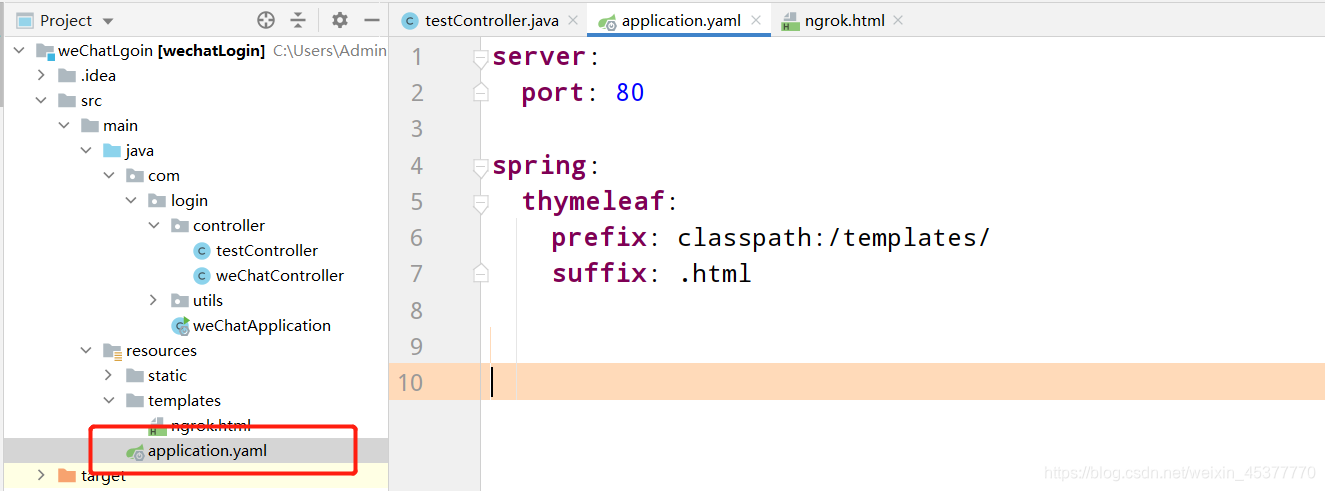 Project
weChatLgoin [wechatLogin] C:\Users\Admin
.idea
src
main
java
com
login
controller
testController
weChatController
utils
weChatApplication
resources
static
templates
ngrok.html
application.yaml
target
testController.java application.yaml ngrok.html
1 server:
2 port: 80
3
4 spring:
5 thymeleaf:
6 prefix: classpath:/templates/
7 suffix: .html
8
9
10
https://blog.csdn.net/weixin_45377770